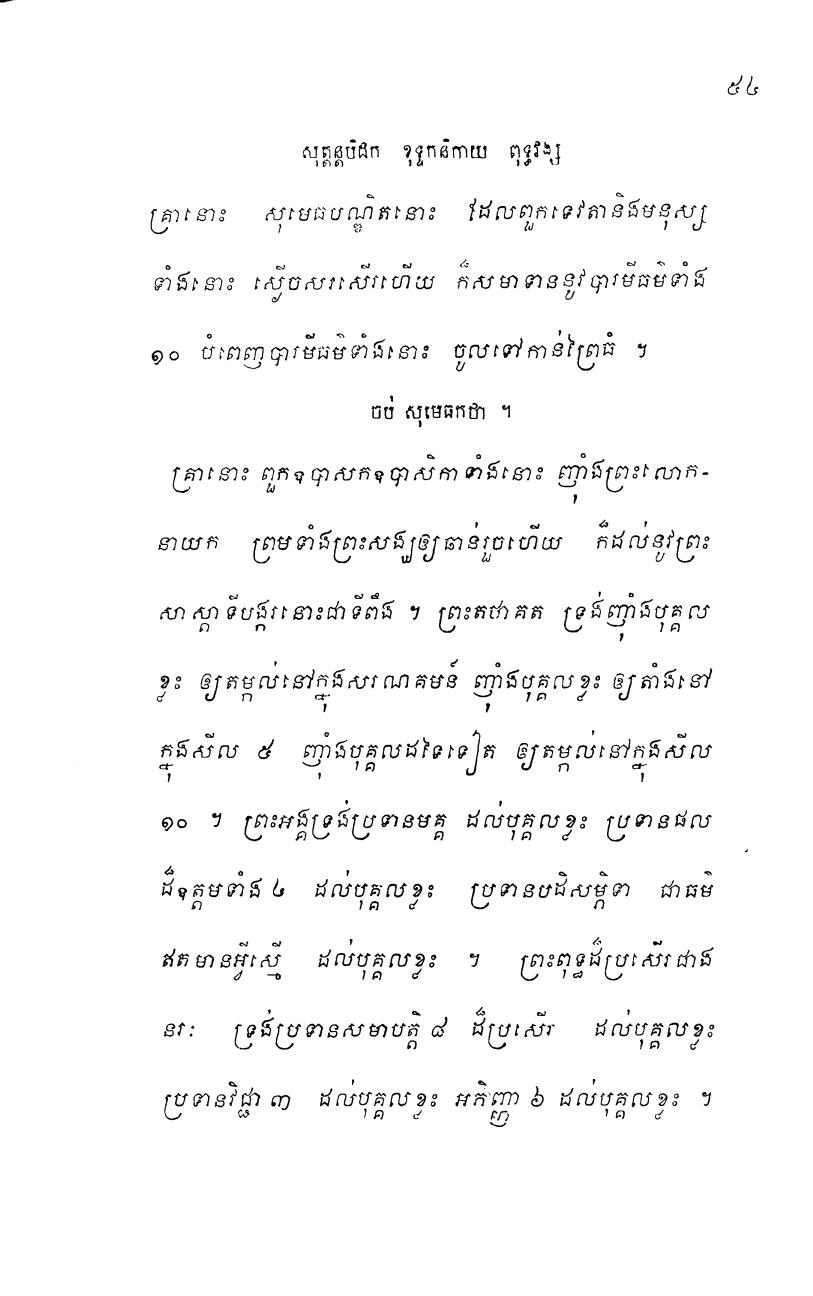 ៥៤
សុត្តន្តបិដក ខុទ្ទកនិកាយ ពុទ្ធវង្ស
គ្រានោះ សុមេធបណ្ឌិតនោះ ដែលពួកទេវតានិងមនុស្ស
ទាំងនោះ ស្ងើចសរសើរហើយ ក៏សមាទាននូវបារមីធម៌ទាំង
១០ បំពេញបារមីធម៌ទាំងនោះ ចូលទៅកាន់ព្រៃធំ ។
ចប់ សុមេធកថា ។
គ្រានោះ ពួកឧបាសកឧបាសិកាទាំងនោះ ញុំាងព្រះលោក-
នាយក ព្រមទាំងព្រះសង្ឃឲ្យឆាន់រួចហើយ ក៏ដល់នូវព្រះ
សាស្តាទីបង្ករនោះជាទីពឹង ។ ព្រះតថាគត ទ្រង់ញុំាងបុគ្គល
ខ្លះ ឲ្យតម្កល់នៅក្នុងសរណគមន៍ ញុំាងបុគ្គលខ្លះ ឲ្យតាំងនៅ
ក្នុងសីល ៥ ញុំាងបុគ្គលដទៃទៀត ឲ្យតម្កល់នៅក្នុងសីល
១០ ។ ព្រះអង្គទ្រង់ប្រទានមគ្គ ដល់បុគ្គលខ្លះ ប្រទានផល
ដ៏ឧត្តមទាំង ៤ ដល់បុគ្គលខ្លះ ប្រទានបដិសម្ភិទា ជាធម៌
ឥតមានអ្វីស្មើ ដល់បុគ្គលខ្លះ ។ ព្រះពុទ្ធដ៏ប្រសើរជាង
នរៈ ទ្រង់ប្រទានសមាបត្តិ ៨ ដ៏ប្រសើរ ដល់បុគ្គលខ្លះ
ប្រទានវិជ្ជា ៣ ដល់បុគ្គលខ្លះ អភិញ្ញា ៦ ដល់បុគ្គលខ្លះ ។